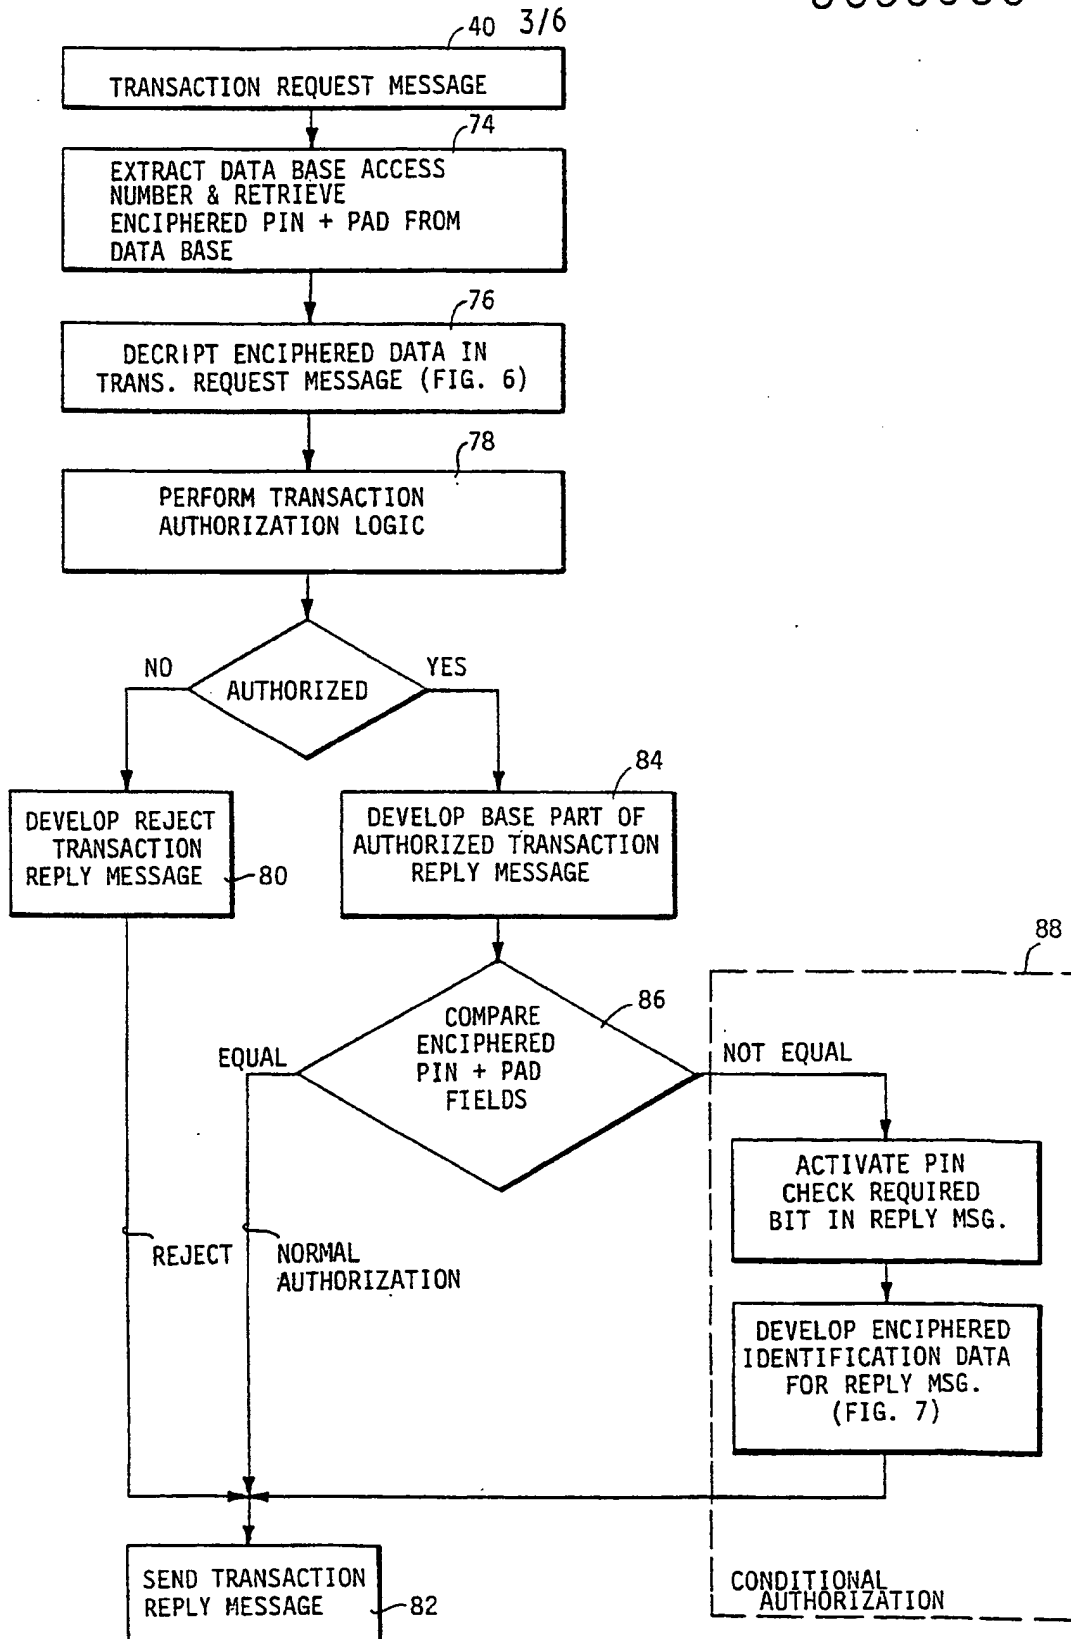 40 3/6
TRANSACTION REQUEST MESSAGE
74
EXTRACT DATA BASE ACCESS
NUMBER & RETRIEVE
ENCIPHERED PIN + PAD FROM
DATA BASE
76
DECRIPT ENCIPHERED DATA IN
TRANS. REQUEST MESSAGE (FIG. 6)
78
PERFORM TRANSACTION
AUTHORIZATION LOGIC
NO
YES
AUTHORIZED
84
DEVELOP REJECT
TRANSACTION
REPLY MESSAGE
80
DEVELOP BASE PART OF
AUTHORIZED TRANSACTION
REPLY MESSAGE
88
86
COMPARE
ENCIPHERED
PIN + PAD
FIELDS
EQUAL
NOT EQUAL
ACTIVATE PIN
CHECK REQUIRED
BIT IN REPLY MSG.
REJECT
NORMAL
AUTHORIZATION
DEVELOP ENCIPHERED
IDENTIFICATION DATA
FOR REPLY MSG.
(FIG. 7)
SEND TRANSACTION
REPLY MESSAGE
82
CONDITIONAL
AUTHORIZATION